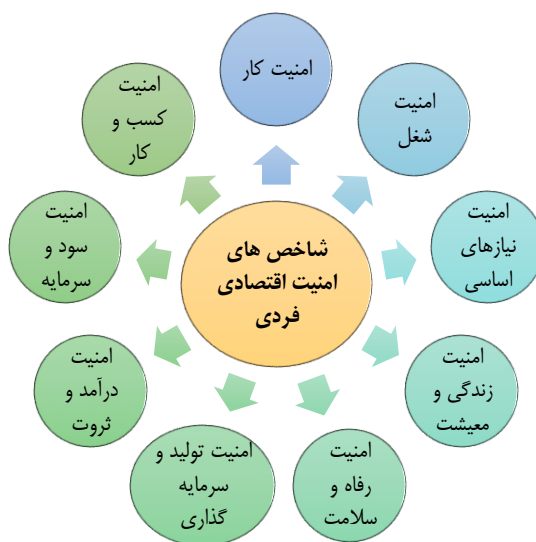 شاخص های
امنیت اقتصادی
فردی
امنیت کار
امنیت
شغل
امنیت
نیازهای
اساسی
امنیت
زندگی و
معیشت
امنیت
رفاه و
سلامت
امنیت تولید و
سرمایه
گذاری
امنیت
درآمد و
ثروت
امنیت
سود و
سرمایه
امنیت
کسب و
کار